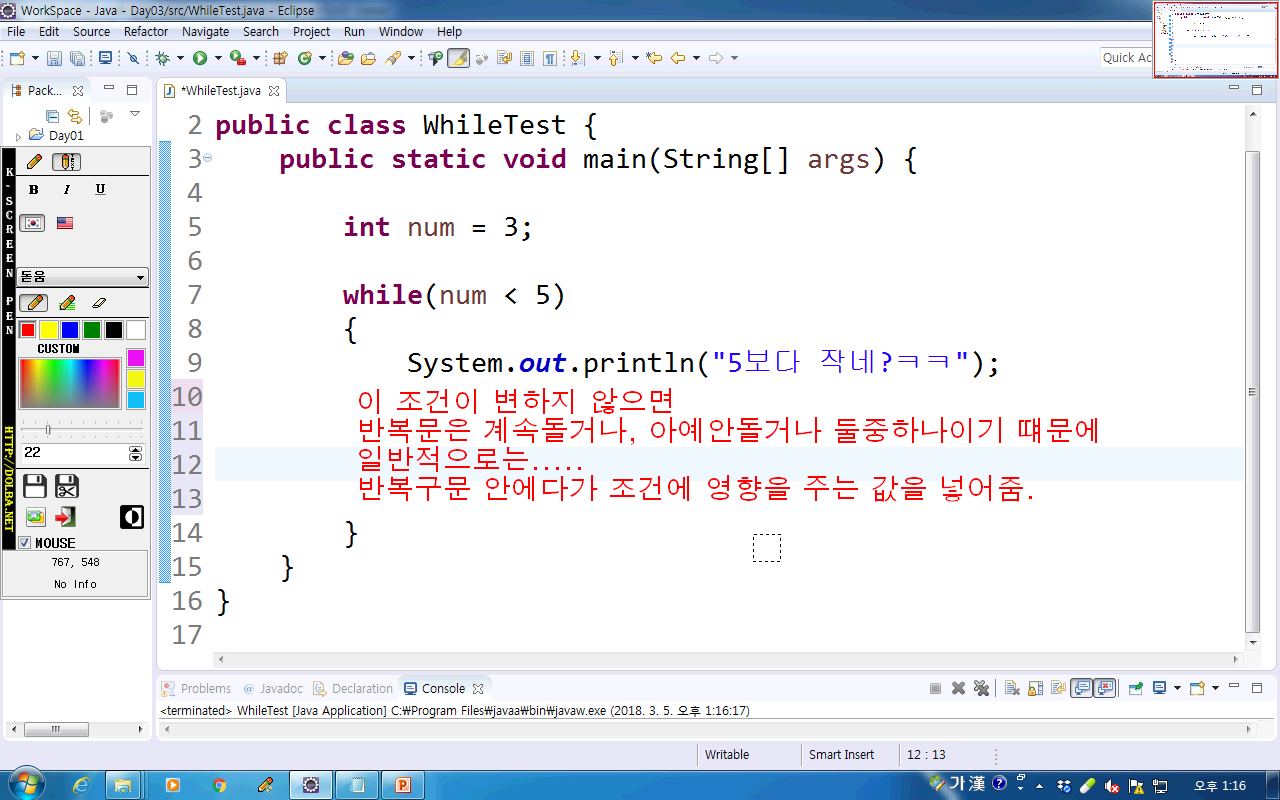 WorkSpace - Java - Day03/src/WhileTest.java - Eclipse
File Edit Source Refactor Navigate Search Project Run Window Help
Quick Ac
Pack...
*WhileTest.java
Day01
K-SCREEN PEN
HTTP://DOLBA.NET
B I U
돋움
CUSTOM
22
MOUSE
767, 548
No Info
2 public class WhileTest {
3 public static void main(String[] args) {
4
5 int num = 3;
6
7 while(num < 5)
8 {
9 System.out.println("5보다 작네?ㅋㅋ");
10 이 조건이 변하지 않으면
11 반복문은 계속돌거나, 아예안돌거나 둘중하나이기 떄문에
12 일반적으로는.....
13 반복구문 안에다가 조건에 영향을 주는 값을 넣어줌.
14 }
15 }
16 }
17
Problems Javadoc Declaration Console
<terminated> WhileTest [Java Application] C:₩Program Files₩javaa₩bin₩javaw.exe (2018. 3. 5. 오후 1:16:17)
Writable Smart Insert 12 : 13
가 漢 오후 1:16